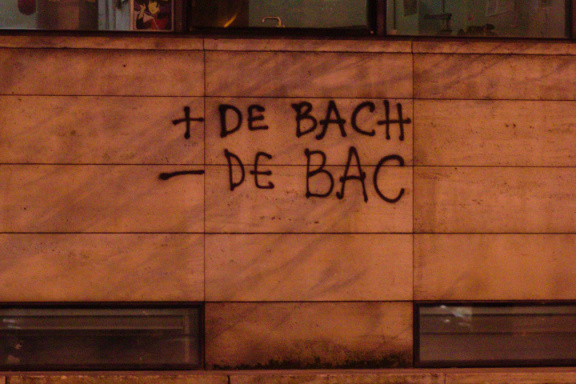 + DE BACH
- DE BAC